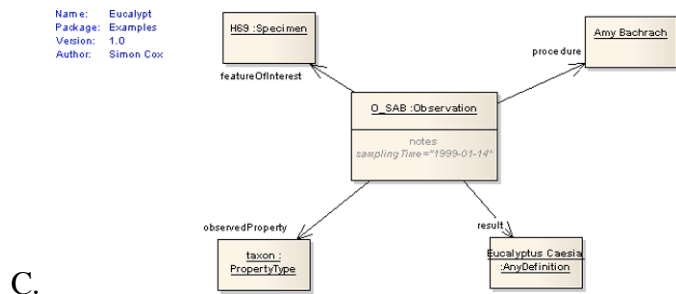 Name: Eucalypt
Package: Examples
Version: 1.0
Author: Simon Cox
H69 :Specimen
Amy Bachrach
procedure
featureOfInterest
O_SAB :Observation
notes
samplingTime="1999-01-14"
observedProperty
result
taxon :
PropertyType
Eucalyptus Caesia
:AnyDefinition
C.